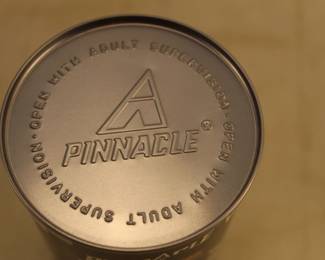 OPEN WITH ADULT SUPERVISION · OPEN WITH ADULT SUPERVISION ·
PINNACLE ®